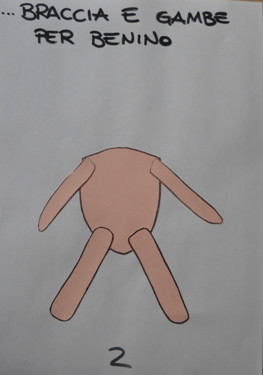 ...BRACCIA E GAMBE
PER BENINO
2